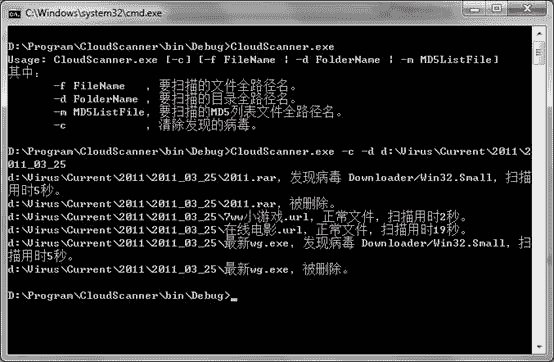 C:\Windows\system32\cmd.exe
D:\Program\CloudScanner\bin\Debug>CloudScanner.exe
Usage: CloudScanner.exe [-c] [-f FileName ¦ -d FolderName ¦ -m MD5ListFile]
其中：
-f FileName   , 要扫描的文件全路径名。
-d FolderName , 要扫描的目录全路径名。
-m MD5ListFile, 要扫描的MD5列表文件全路径名。
-c            , 清除发现的病毒。
D:\Program\CloudScanner\bin\Debug>CloudScanner.exe -c -d d:\Virus\Current\2011\2
011_03_25
d:\Virus\Current\2011\2011_03_25\2011.rar, 发现病毒 Downloader/Win32.Small, 扫描
用时5秒。
d:\Virus\Current\2011\2011_03_25\2011.rar, 被删除。
d:\Virus\Current\2011\2011_03_25\7ww小游戏.url, 正常文件，扫描用时2秒。
d:\Virus\Current\2011\2011_03_25\在线电影.url, 正常文件，扫描用时19秒。
d:\Virus\Current\2011\2011_03_25\最新wg.exe, 发现病毒 Downloader/Win32.Small, 扫
描用时5秒。
d:\Virus\Current\2011\2011_03_25\最新wg.exe, 被删除。
D:\Program\CloudScanner\bin\Debug>_